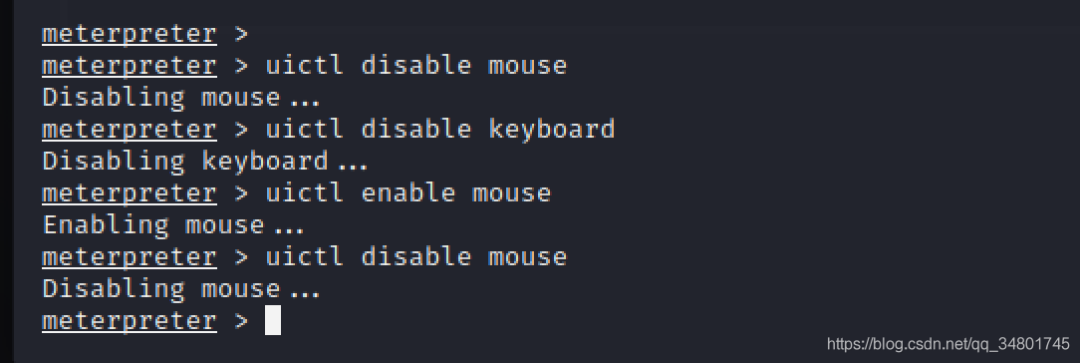 meterpreter >
meterpreter > uictl disable mouse
Disabling mouse...
meterpreter > uictl disable keyboard
Disabling keyboard...
meterpreter > uictl enable mouse
Enabling mouse...
meterpreter > uictl disable mouse
Disabling mouse...
meterpreter >
https://blog.csdn.net/qq_34801745